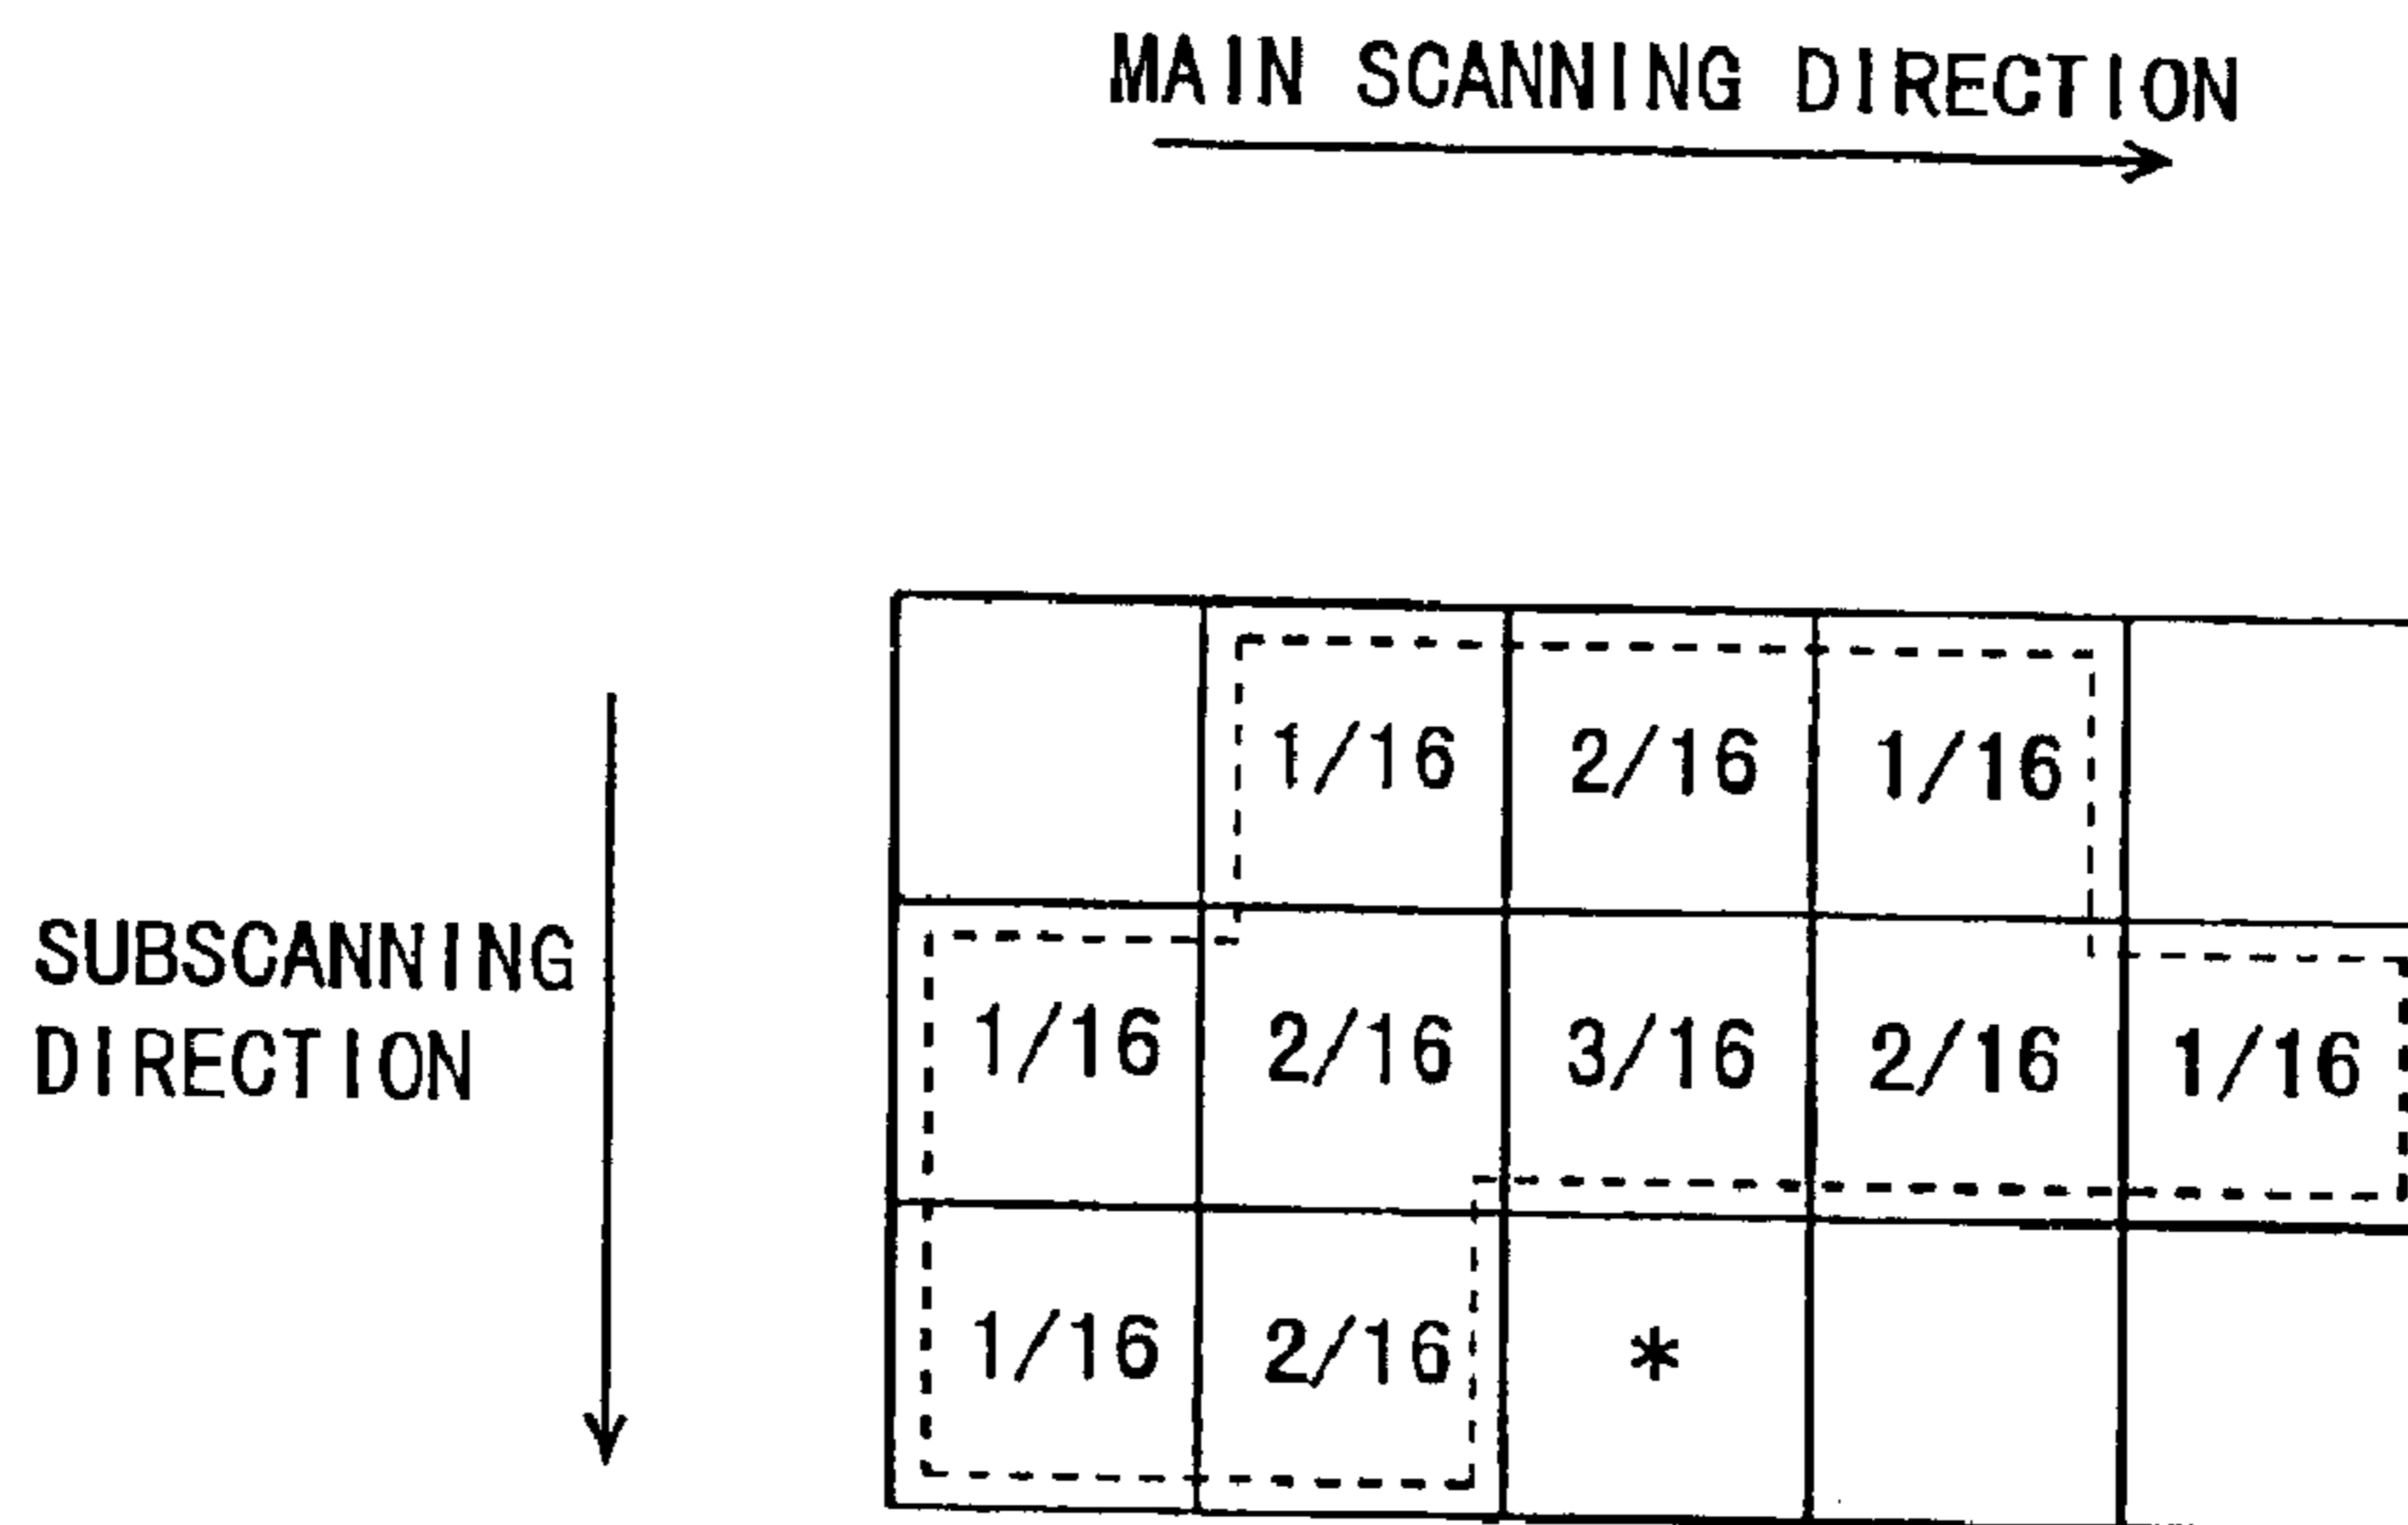 MAIN SCANNING DIRECTION
1/16 2/16 1/16
SUBSCANNING
DIRECTION
1/16 2/16 3/16 2/16 1/16
1/16 2/16 *